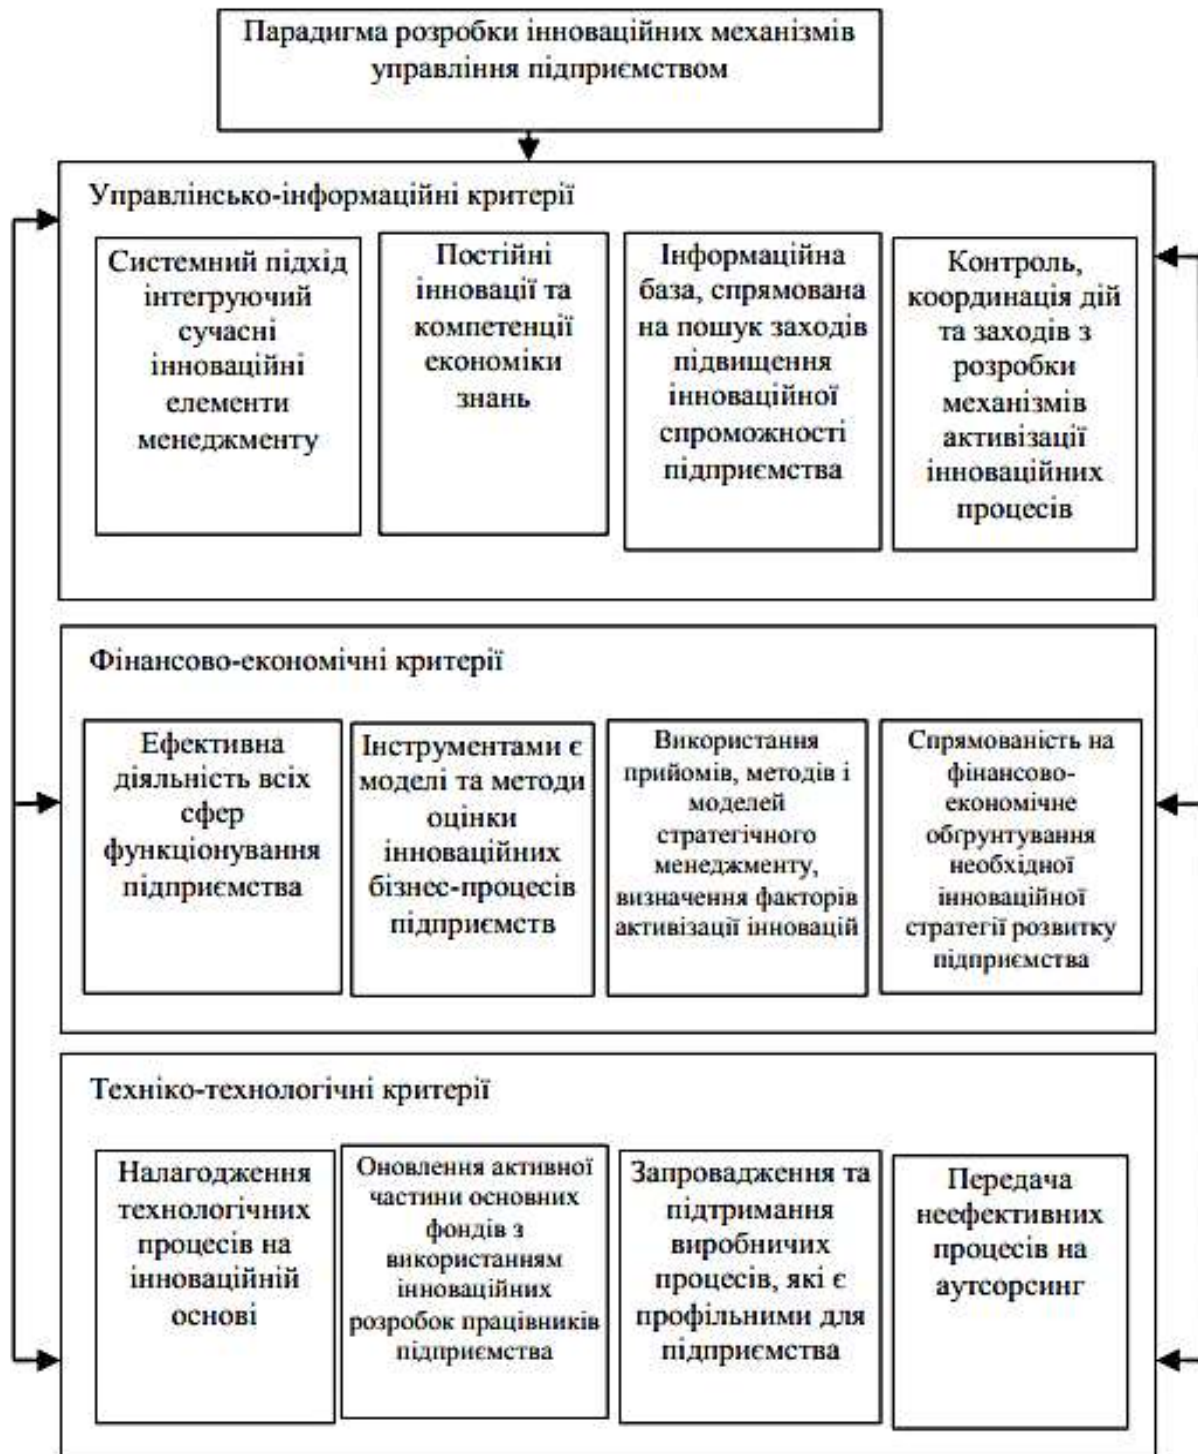 Парадигма розробки інноваційних механізмів
управління підприємством
Управлінсько-інформаційні критерії
Системний підхід
інтегруючий
сучасні
інноваційні
елементи
менеджменту
Постійні
інновації та
компетенції
економіки
знань
Інформаційна
база, спрямована
на пошук заходів
підвищення
інноваційної
спроможності
підприємства
Контроль,
координація дій
та заходів з
розробки
механізмів
активізації
інноваційних
процесів
Фінансово-економічні критерії
Ефективна
діяльність всіх
сфер
функціонування
підприємства
Інструментами є
моделі та методи
оцінки
інноваційних
бізнес-процесів
підприємств
Використання
прийомів, методів і
моделей
стратегічного
менеджменту,
визначення факторів
активізації інновацій
Спрямованість на
фінансово-
економічне
обґрунтування
необхідної
інноваційної
стратегії розвитку
підприємства
Техніко-технологічні критерії
Налагодження
технологічних
процесів на
інноваційній
основі
Оновлення активної
частини основних
фондів з
використанням
інноваційних
розробок працівників
підприємства
Запровадження та
підтримання
виробничих
процесів, які є
профільними для
підприємства
Передача
неефективних
процесів на
аутсорсинг